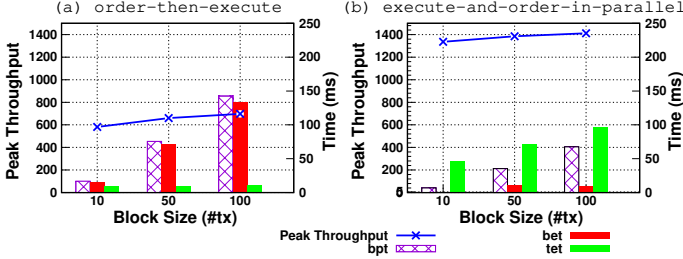 (a) order-then-execute
(b) execute-and-order-in-parallel
Peak Throughput
1400
1200
1000
800
600
400
200
0
250
200
150
100
50
0
Time (ms)
10
50
100
Block Size (#tx)
Peak Throughput
1400
1200
1000
800
600
400
200
0
250
200
150
100
50
0
Time (ms)
10
50
100
Block Size (#tx)
Peak Throughput
bpt
bet
tet